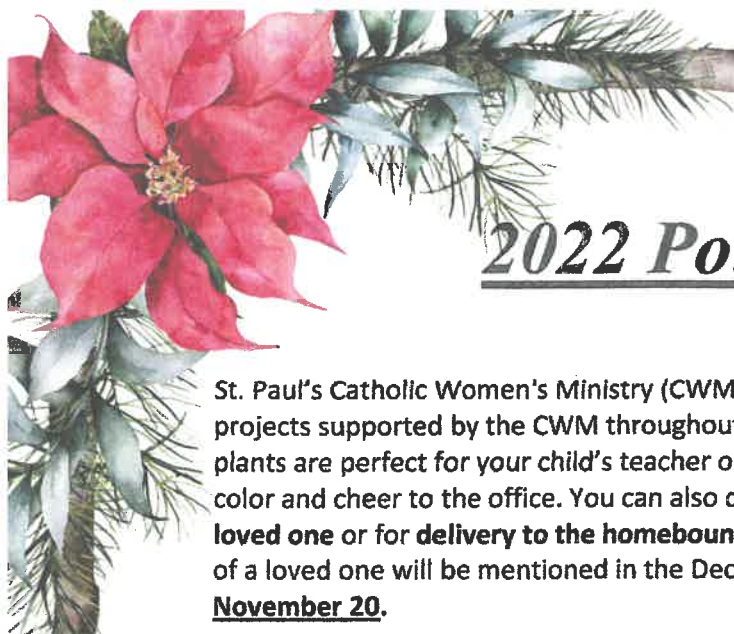 2022 Po
St. Paul's Catholic Women's Ministry (CWM
projects supported by the CWM throughout
plants are perfect for your child's teacher o
color and cheer to the office. You can also d
loved one or for delivery to the homeboun
of a loved one will be mentioned in the Dec
November 20.